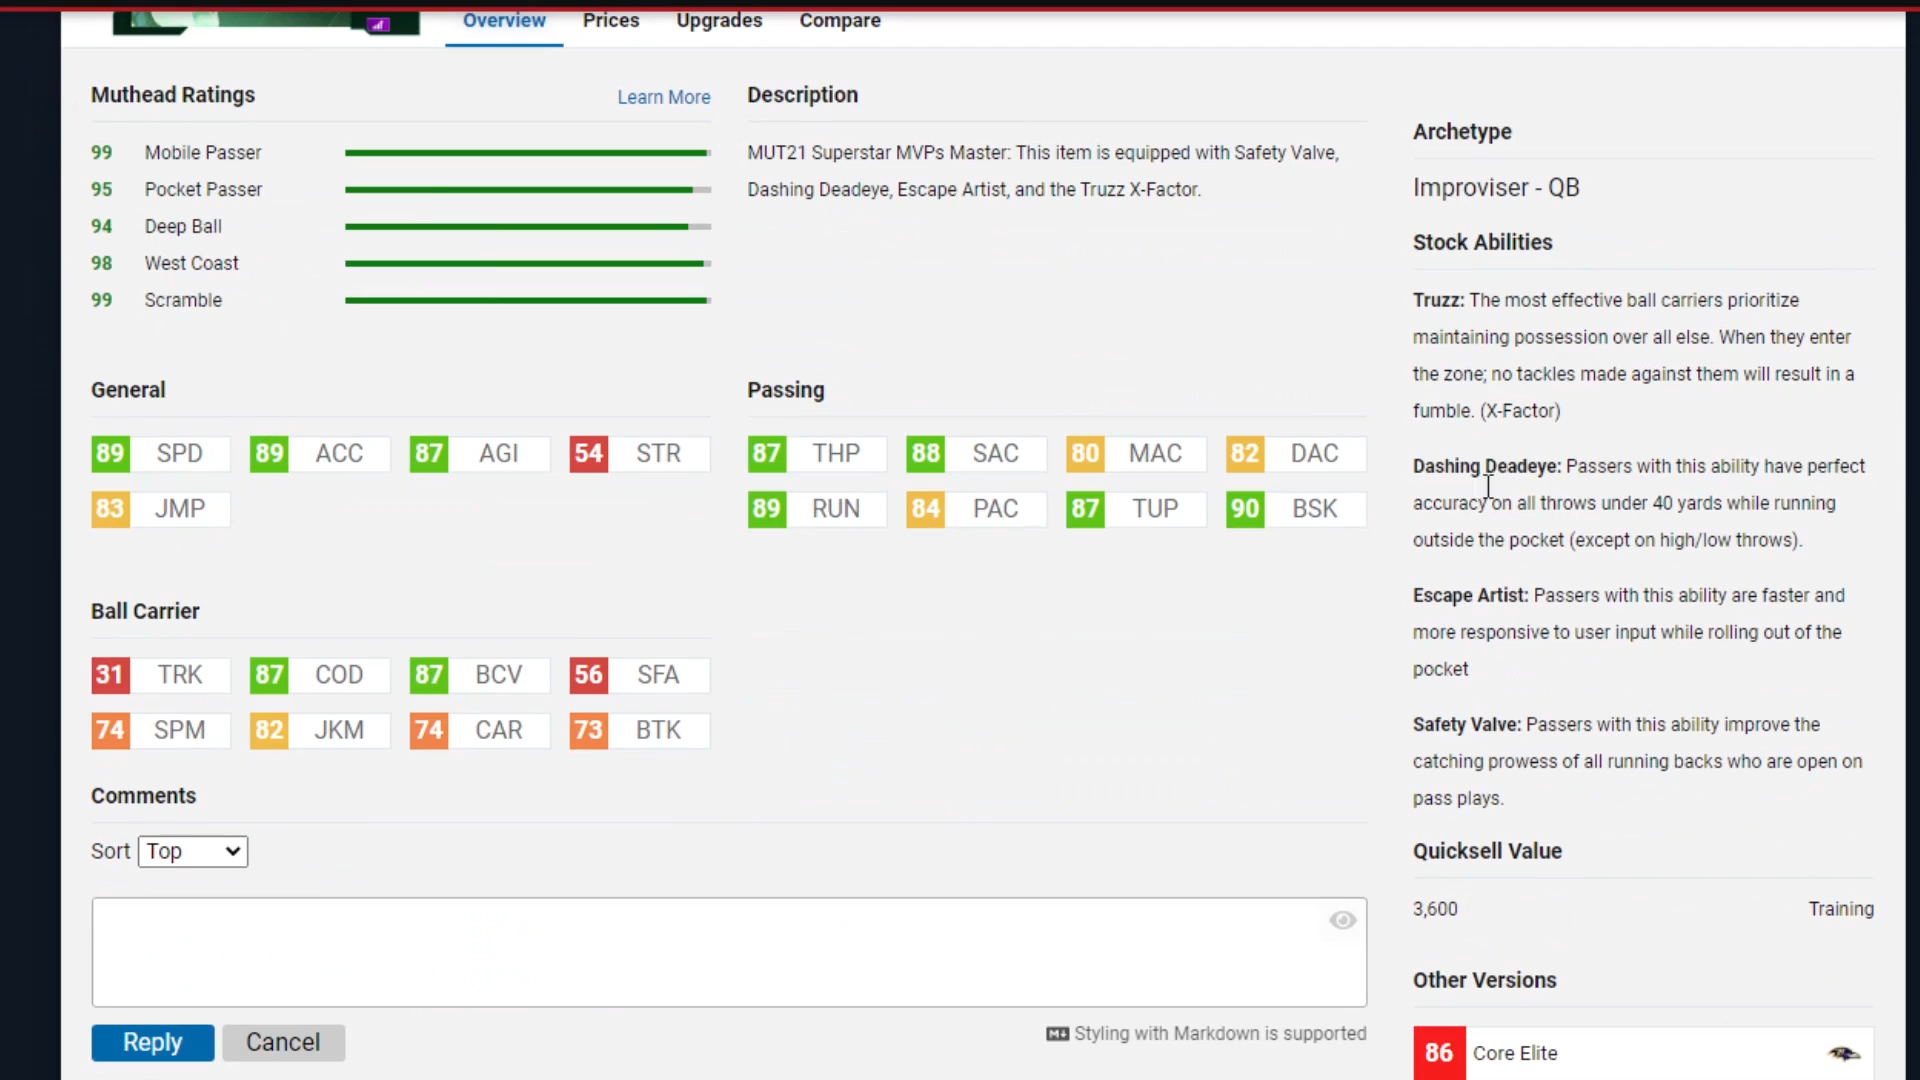 Overview Prices Upgrades Compare
Muthead Ratings Learn More
99 Mobile Passer
95 Pocket Passer
94 Deep Ball
98 West Coast
99 Scramble
Description
MUT21 Superstar MVPs Master: This item is equipped with Safety Valve,
Dashing Deadeye, Escape Artist, and the Truzz X-Factor.
General
89 SPD 89 ACC 87 AGI 54 STR
83 JMP
Passing
87 THP 88 SAC 80 MAC 82 DAC
89 RUN 84 PAC 87 TUP 90 BSK
Ball Carrier
31 TRK 87 COD 87 BCV 56 SFA
74 SPM 82 JKM 74 CAR 73 BTK
Comments
Sort Top
Reply Cancel
M Styling with Markdown is supported
Archetype
Improviser - QB
Stock Abilities
Truzz: The most effective ball carriers prioritize
maintaining possession over all else. When they enter
the zone; no tackles made against them will result in a
fumble. (X-Factor)
Dashing Deadeye: Passers with this ability have perfect
accuracy on all throws under 40 yards while running
outside the pocket (except on high/low throws).
Escape Artist: Passers with this ability are faster and
more responsive to user input while rolling out of the
pocket
Safety Valve: Passers with this ability improve the
catching prowess of all running backs who are open on
pass plays.
Quicksell Value
3,600 Training
Other Versions
86 Core Elite